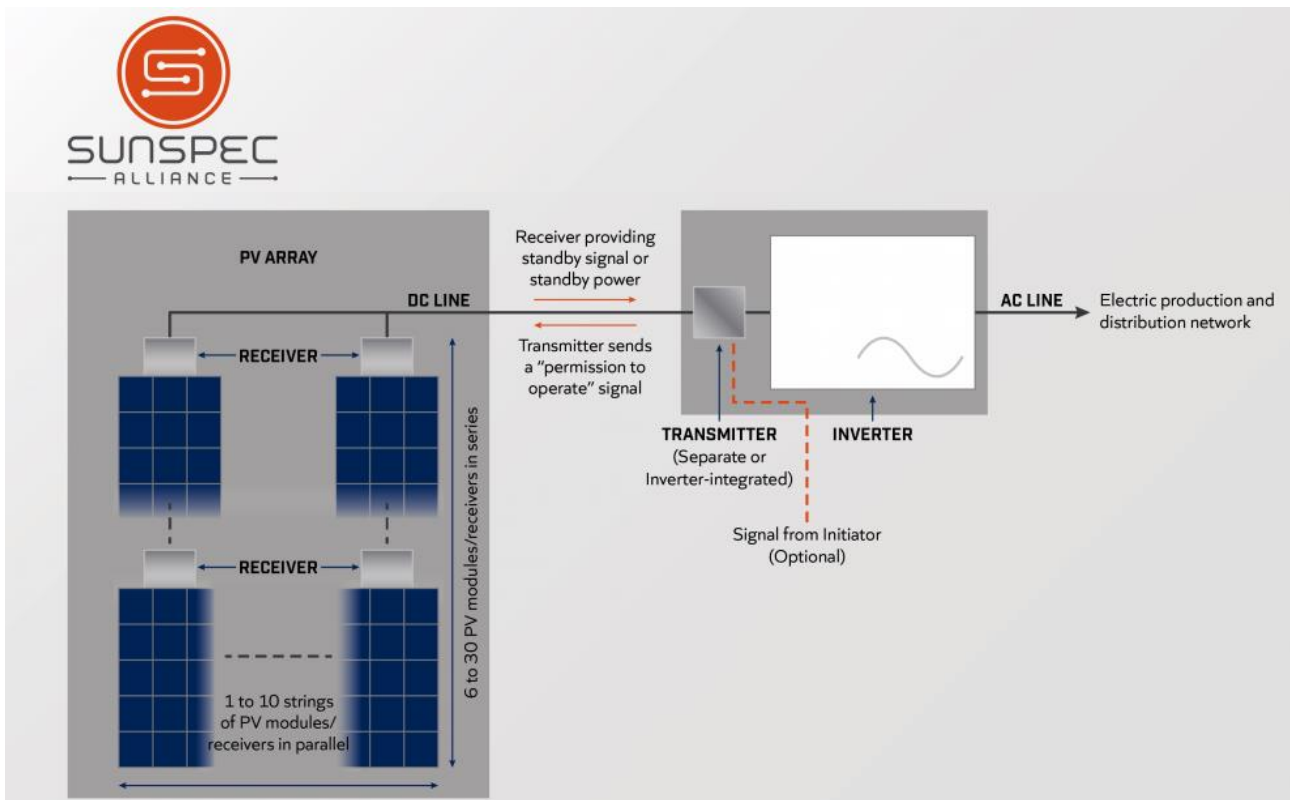 SUNSPEC
ALLIANCE
PV ARRAY
DC LINE
RECEIVER
RECEIVER
6 to 30 PV modules/receivers in series
1 to 10 strings
of PV modules/
receivers in parallel
Receiver providing
standby signal or
standby power
Transmitter sends
a “permission to
operate” signal
TRANSMITTER
(Separate or
Inverter-integrated)
INVERTER
Signal from Initiator
(Optional)
AC LINE
Electric production and
distribution network